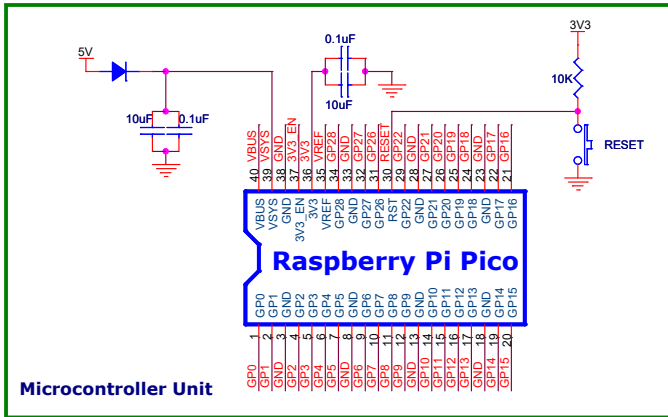 0.1uF
3V3
5V
10K
10uF
0.1uF
10uF
RESET
VBUS VSYS GND 3V3_EN 3V3 VREF GP28 GND GP27 GP26 RESET GP22 GND GP21 GP20 GP19 GP18 GND GP17 GP16
40 39 38 37 36 35 34 33 32 31 30 29 28 27 26 25 24 23 22 21
VBUS VSYS GND 3V3_EN 3V3 VREF GP28 GND GP27 GP26 RST GP22 GND GP21 GP20 GP19 GP18 GND GP17 GP16
Raspberry Pi Pico
GP0 GP1 GND GP2 GP3 GP4 GP5 GND GP6 GP7 GP8 GP9 GND GP10 GP11 GP12 GP13 GND GP14 GP15
1 2 3 4 5 6 7 8 9 10 11 12 13 14 15 16 17 18 19 20
GP0 GP1 GND GP2 GP3 GP4 GP5 GND GP6 GP7 GP8 GP9 GND GP10 GP11 GP12 GP13 GND GP14 GP15
Microcontroller Unit